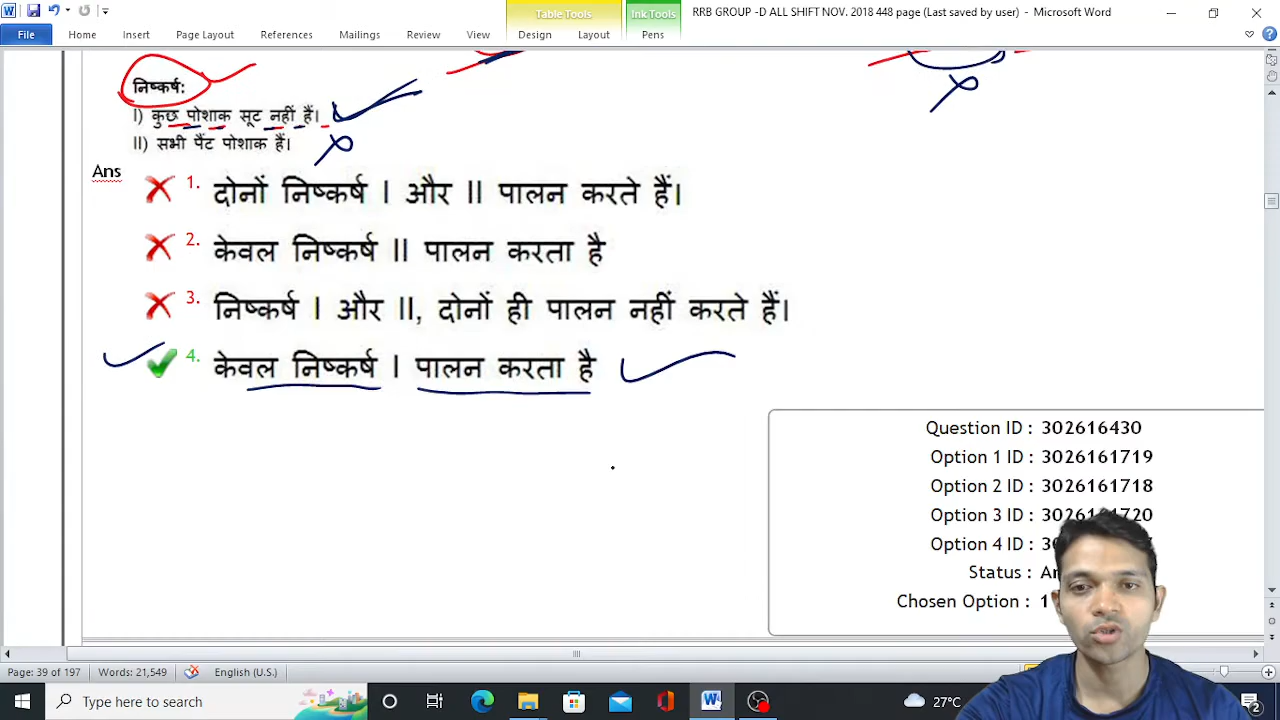 Table Tools
Ink Tools
RRB GROUP -D ALL SHIFT NOV. 2018 448 page (Last saved by user) - Microsoft Word
File Home Insert Page Layout References Mailings Review View Design Layout Pens
निष्कर्ष:
I) कुछ पोशाक सूट नहीं हैं।
II) सभी पैंट पोशाक हैं।
Ans
1. दोनों निष्कर्ष I और II पालन करते हैं।
2. केवल निष्कर्ष II पालन करता है
3. निष्कर्ष I और II, दोनों ही पालन नहीं करते हैं।
4. केवल निष्कर्ष I पालन करता है
Question ID : 302616430
Option 1 ID : 3026161719
Option 2 ID : 3026161718
Option 3 ID : 3026161720
Option 4 ID :
Status :
Chosen Option : 1
Page: 39 of 197 Words: 21,549 English (U.S.)
Type here to search
27°C